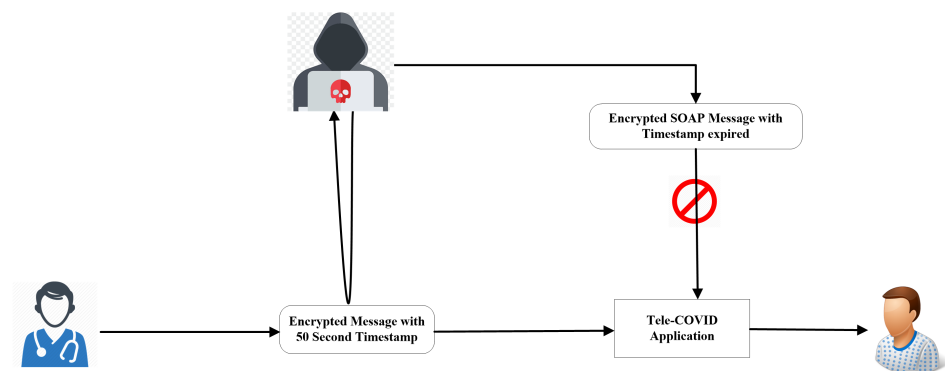 Encrypted SOAP Message with
Timestamp expired
Encrypted Message with
50 Second Timestamp
Tele-COVID
Application